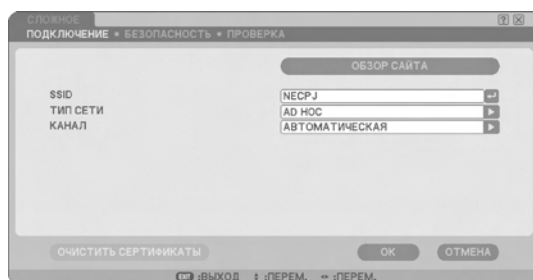 СЛОЖНОЕ
ПОДКЛЮЧЕНИЕ • БЕЗОПАСНОСТЬ • ПРОВЕРКА
ОБЗОР САЙТА
SSID NECPJ
ТИП СЕТИ AD HOC
КАНАЛ АВТОМАТИЧЕСКАЯ
ОЧИСТИТЬ СЕРТИФИКАТЫ OK ОТМЕНА
EXIT :ВЫХОД ↕ :ПЕРЕМ. ↔ :ПЕРЕМ.